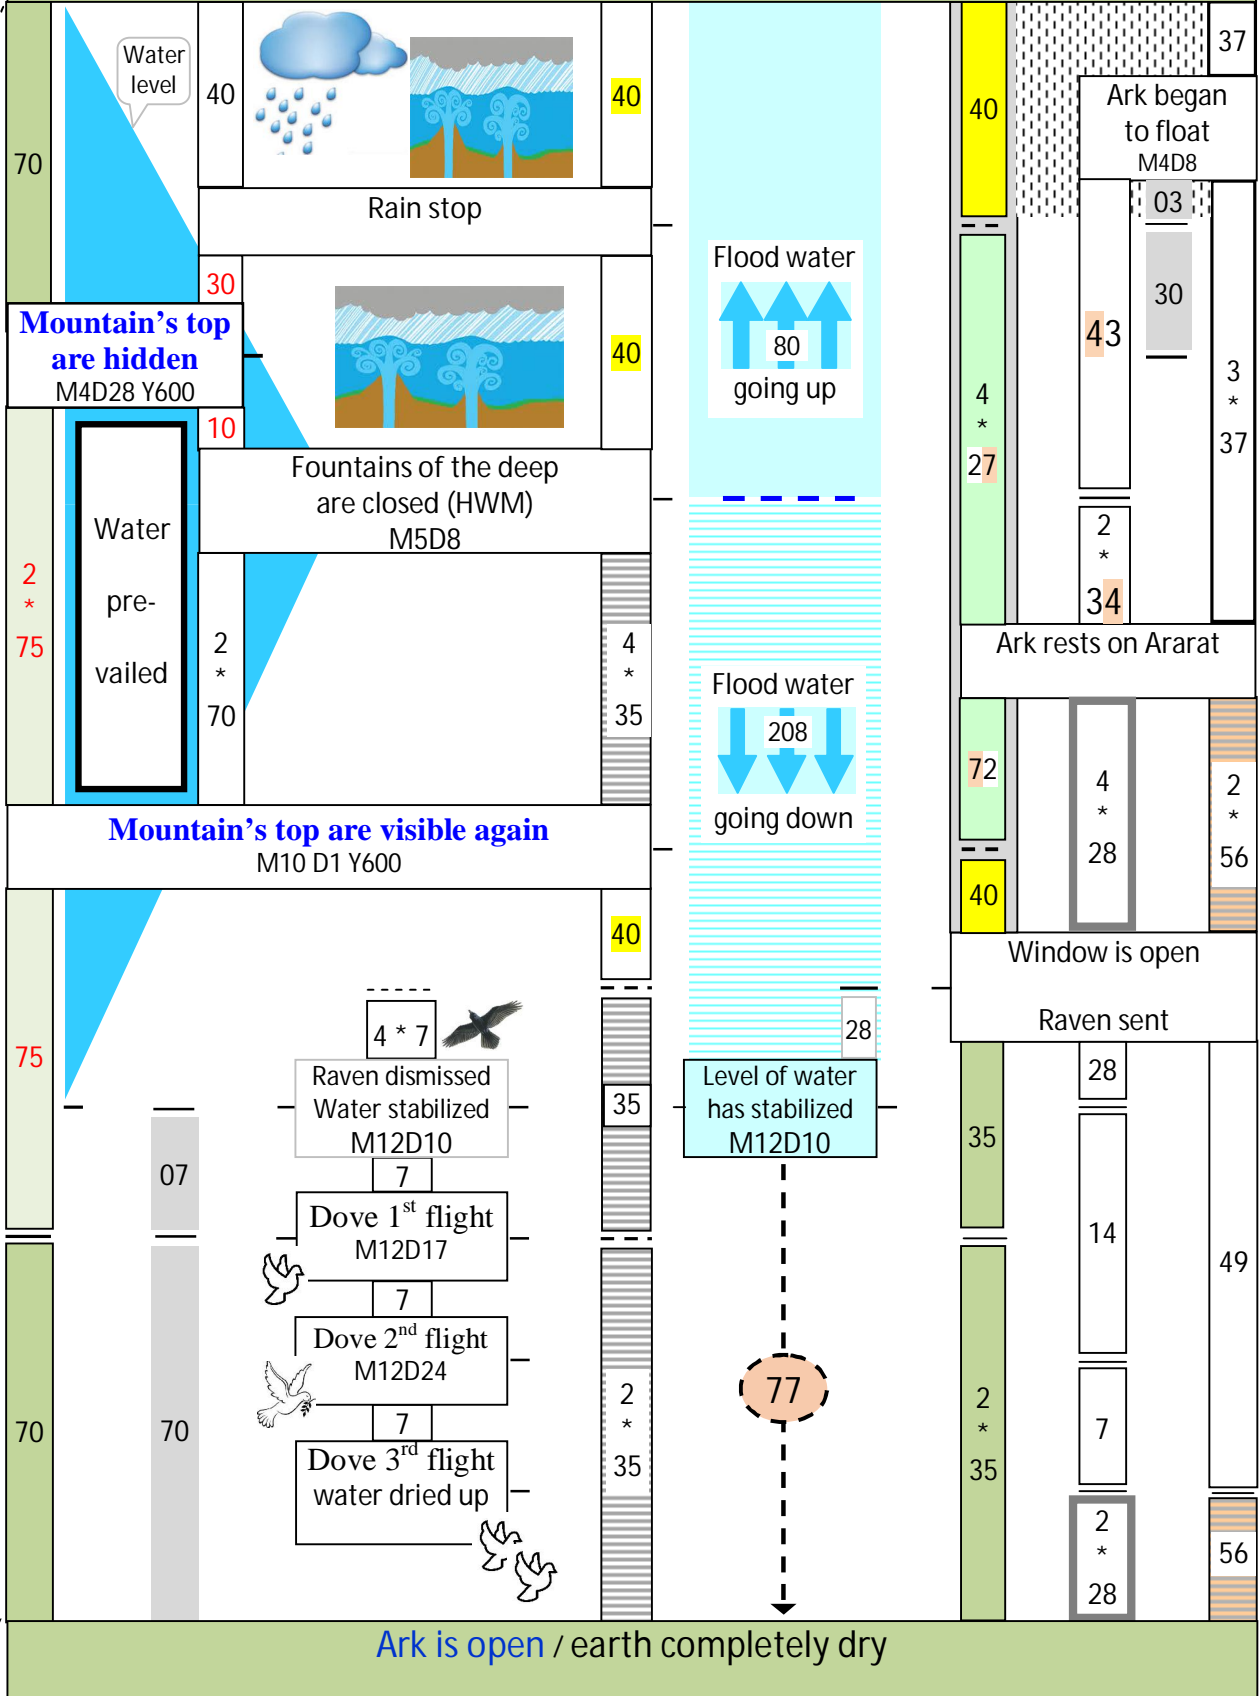 37
Water
level
40
40
40
70
Ark began
to float
M4D8
Rain stop
03
Flood water
80
going up
30
30
Mountain's top
are hidden
M4D28 Y600
40
43
3
*
37
4
*
27
10
Fountains of the deep
are closed (HWM)
M5D8
Water
pre-
vailed
2
*
75
2
*
34
2
*
70
4
*
35
Ark rests on Ararat
Flood water
208
going down
72
4
*
28
2
*
56
Mountain's top are visible again
M10 D1 Y600
40
40
Window is open
Raven sent
4 * 7
28
75
Raven dismissed
Water stabilized
M12D10
35
Level of water
has stabilized
M12D10
28
35
07
7
Dove 1st flight
M12D17
14
49
7
Dove 2nd flight
M12D24
77
2
*
35
2
*
35
7
70
70
7
Dove 3rd flight
water dried up
2
*
28
56
Ark is open / earth completely dry